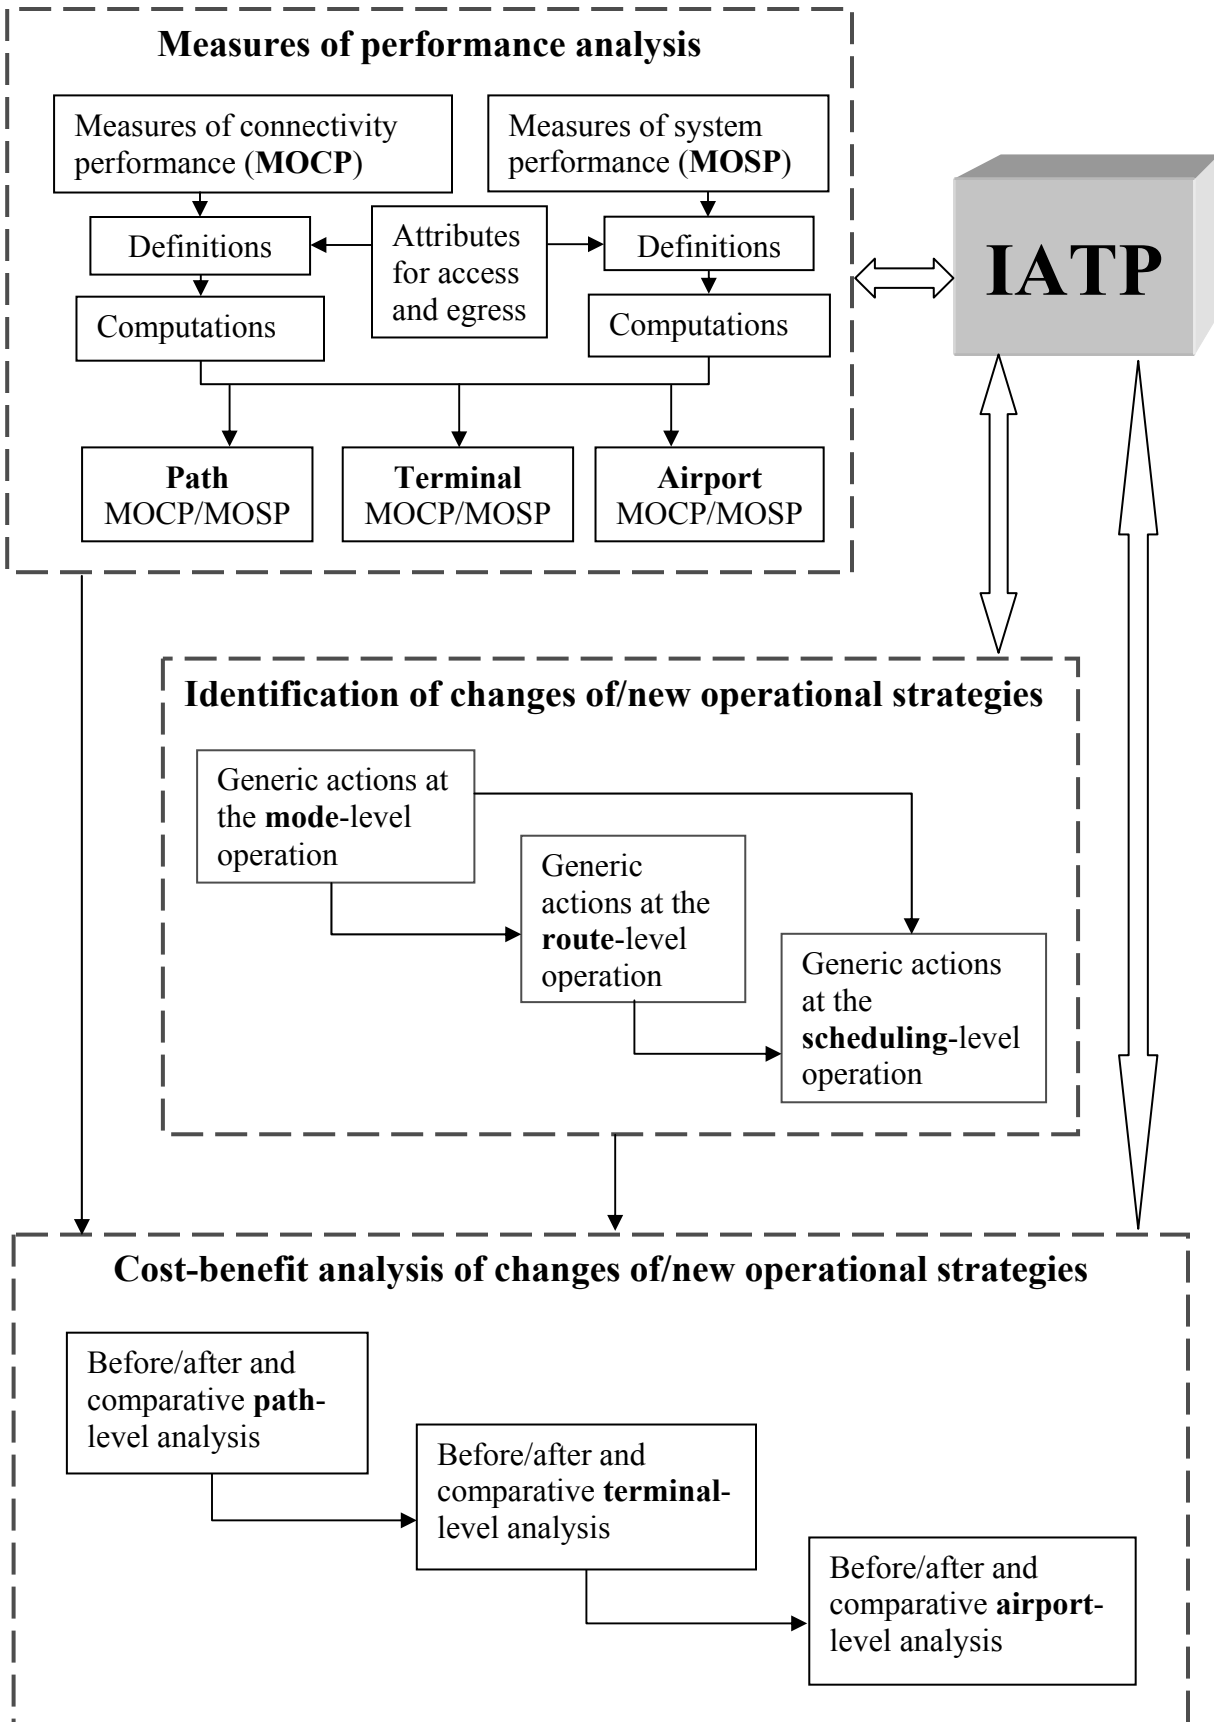 Measures of performance analysis
Measures of connectivity
performance (MOCP)
Measures of system
performance (MOSP)
Definitions
Attributes
for access
and egress
Definitions
Computations
Computations
IATP
Path
MOCP/MOSP
Terminal
MOCP/MOSP
Airport
MOCP/MOSP
Identification of changes of/new operational strategies
Generic actions at
the mode-level
operation
Generic
actions at the
route-level
operation
Generic actions
at the
scheduling-level
operation
Cost-benefit analysis of changes of/new operational strategies
Before/after and
comparative path-
level analysis
Before/after and
comparative terminal-
level analysis
Before/after and
comparative airport-
level analysis